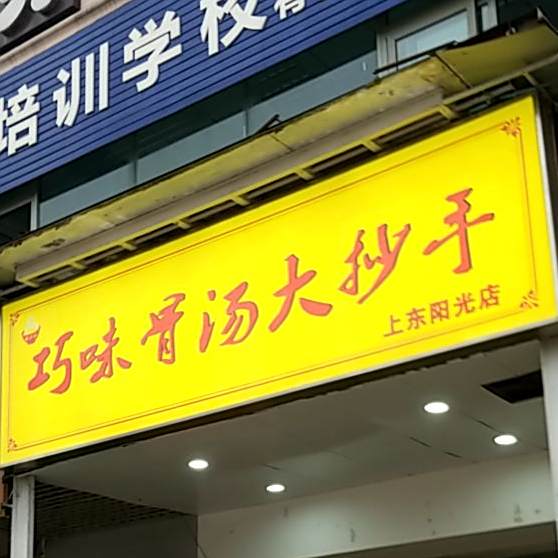 培训学校
巧味骨汤大抄手
上东阳光店